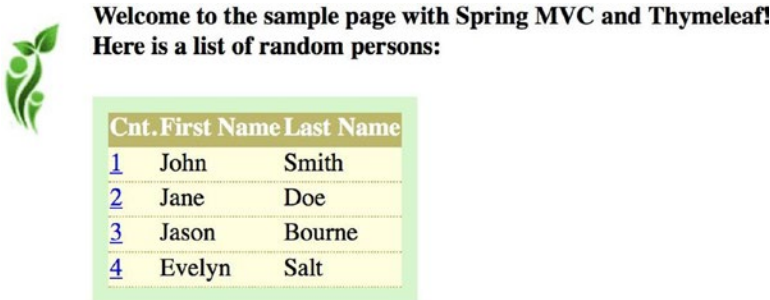 Welcome to the sample page with Spring MVC and Thymeleaf!
Here is a list of random persons:
Cnt. First Name Last Name
1 John Smith
2 Jane Doe
3 Jason Bourne
4 Evelyn Salt